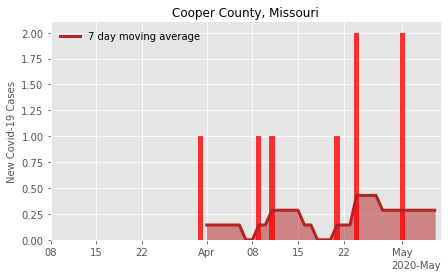 Cooper County, Missouri
7 day moving average
New Covid-19 Cases
2.00
1.75
1.50
1.25
1.00
0.75
0.50
0.25
0.00
08 15 22 Apr 08 15 22 May
2020-May